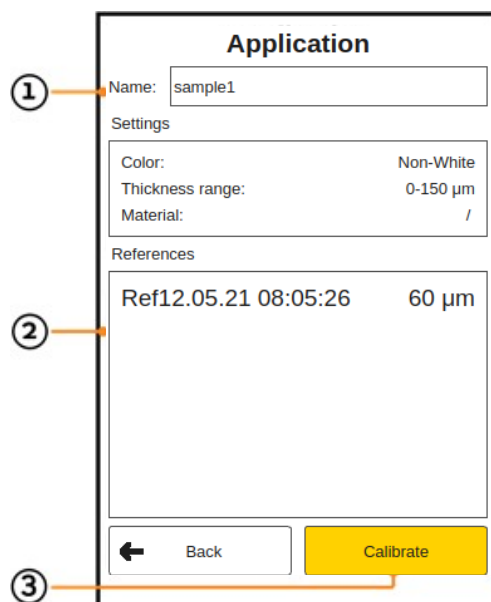 Application
① Name: sample1
Settings
Color: Non-White
Thickness range: 0-150 µm
Material: /
References
Ref12.05.21 08:05:26 60 µm
②
Back Calibrate
③